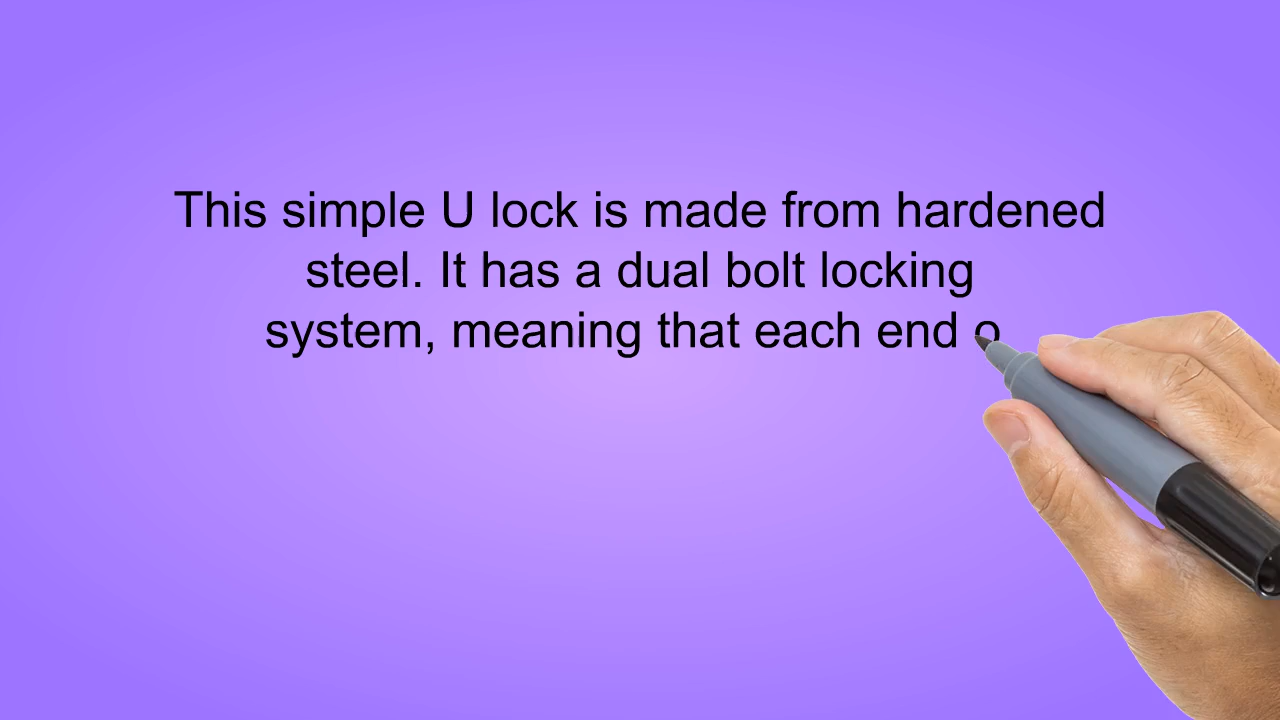 This simple U lock is made from hardened
steel. It has a dual bolt locking
system, meaning that each end o